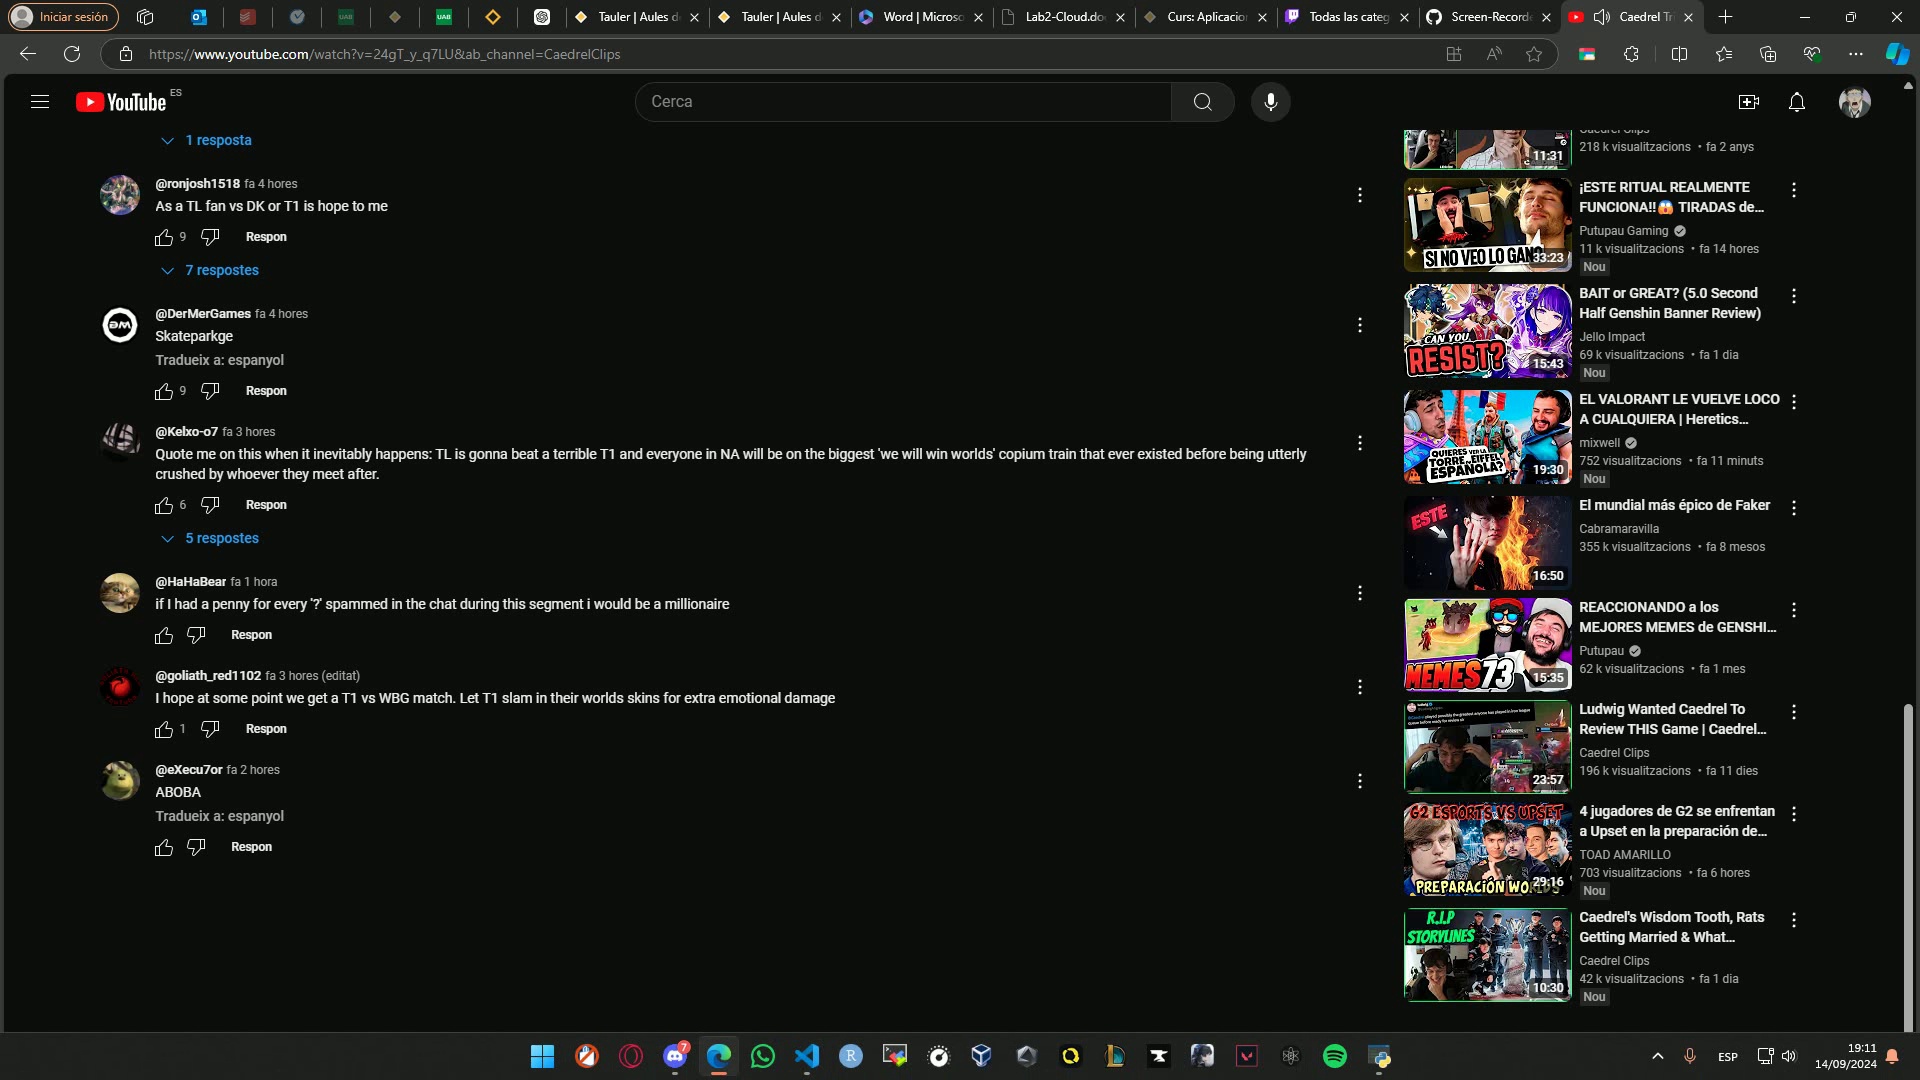 Iniciar sesión
Tauler | Aules d
Tauler | Aules d
Word | Microso
Lab2-Cloud.do
Curs: Aplicacion
Todas las categ
Screen-Recorde
Caedrel Tr
https://www.youtube.com/watch?v=24gT_y_q7LU&ab_channel=CaedrelClips
YouTube ES
Cerca
1 resposta
@ronjosh1518 fa 4 hores
As a TL fan vs DK or T1 is hope to me
9 Respon
7 respostes
@DerMerGames fa 4 hores
Skateparkge
Tradueix a: espanyol
9 Respon
@Kelxo-o7 fa 3 hores
Quote me on this when it inevitably happens: TL is gonna beat a terrible T1 and everyone in NA will be on the biggest 'we will win worlds' copium train that ever existed before being utterly
crushed by whoever they meet after.
6 Respon
5 respostes
@HaHaBear fa 1 hora
if I had a penny for every '?' spammed in the chat during this segment i would be a millionaire
Respon
@goliath_red1102 fa 3 hores (editat)
I hope at some point we get a T1 vs WBG match. Let T1 slam in their worlds skins for extra emotional damage
1 Respon
@eXecu7or fa 2 hores
ABOBA
Tradueix a: espanyol
Respon
11:31
Caedrel Clips
218 k visualitzacions • fa 2 anys
SI NO VEO LO GANO
33:23
¡ESTE RITUAL REALMENTE
FUNCIONA!!😱 TIRADAS de...
Putupau Gaming
11 k visualitzacions • fa 14 hores
Nou
CAN YOU
RESIST?
15:43
BAIT or GREAT? (5.0 Second
Half Genshin Banner Review)
Jello Impact
69 k visualitzacions • fa 1 dia
Nou
QUIERES VER LA
TORRE EIFFEL
ESPAÑOLA?
19:30
EL VALORANT LE VUELVE LOCO
A CUALQUIERA | Heretics...
mixwell
752 visualitzacions • fa 11 minuts
Nou
ESTE
16:50
El mundial más épico de Faker
Cabramaravilla
355 k visualitzacions • fa 8 mesos
MEMES73
15:35
REACCIONANDO a los
MEJORES MEMES de GENSHI...
Putupau
62 k visualitzacions • fa 1 mes
23:57
Ludwig Wanted Caedrel To
Review THIS Game | Caedrel...
Caedrel Clips
196 k visualitzacions • fa 11 dies
G2 ESPORTS VS UPSET
PREPARACIÓN WORLDS
29:16
4 jugadores de G2 se enfrentan
a Upset en la preparación de...
TOAD AMARILLO
703 visualitzacions • fa 6 hores
Nou
R.I.P
STORYLINES
10:30
Caedrel's Wisdom Tooth, Rats
Getting Married & What...
Caedrel Clips
42 k visualitzacions • fa 1 dia
Nou
7
ESP
19:11
14/09/2024